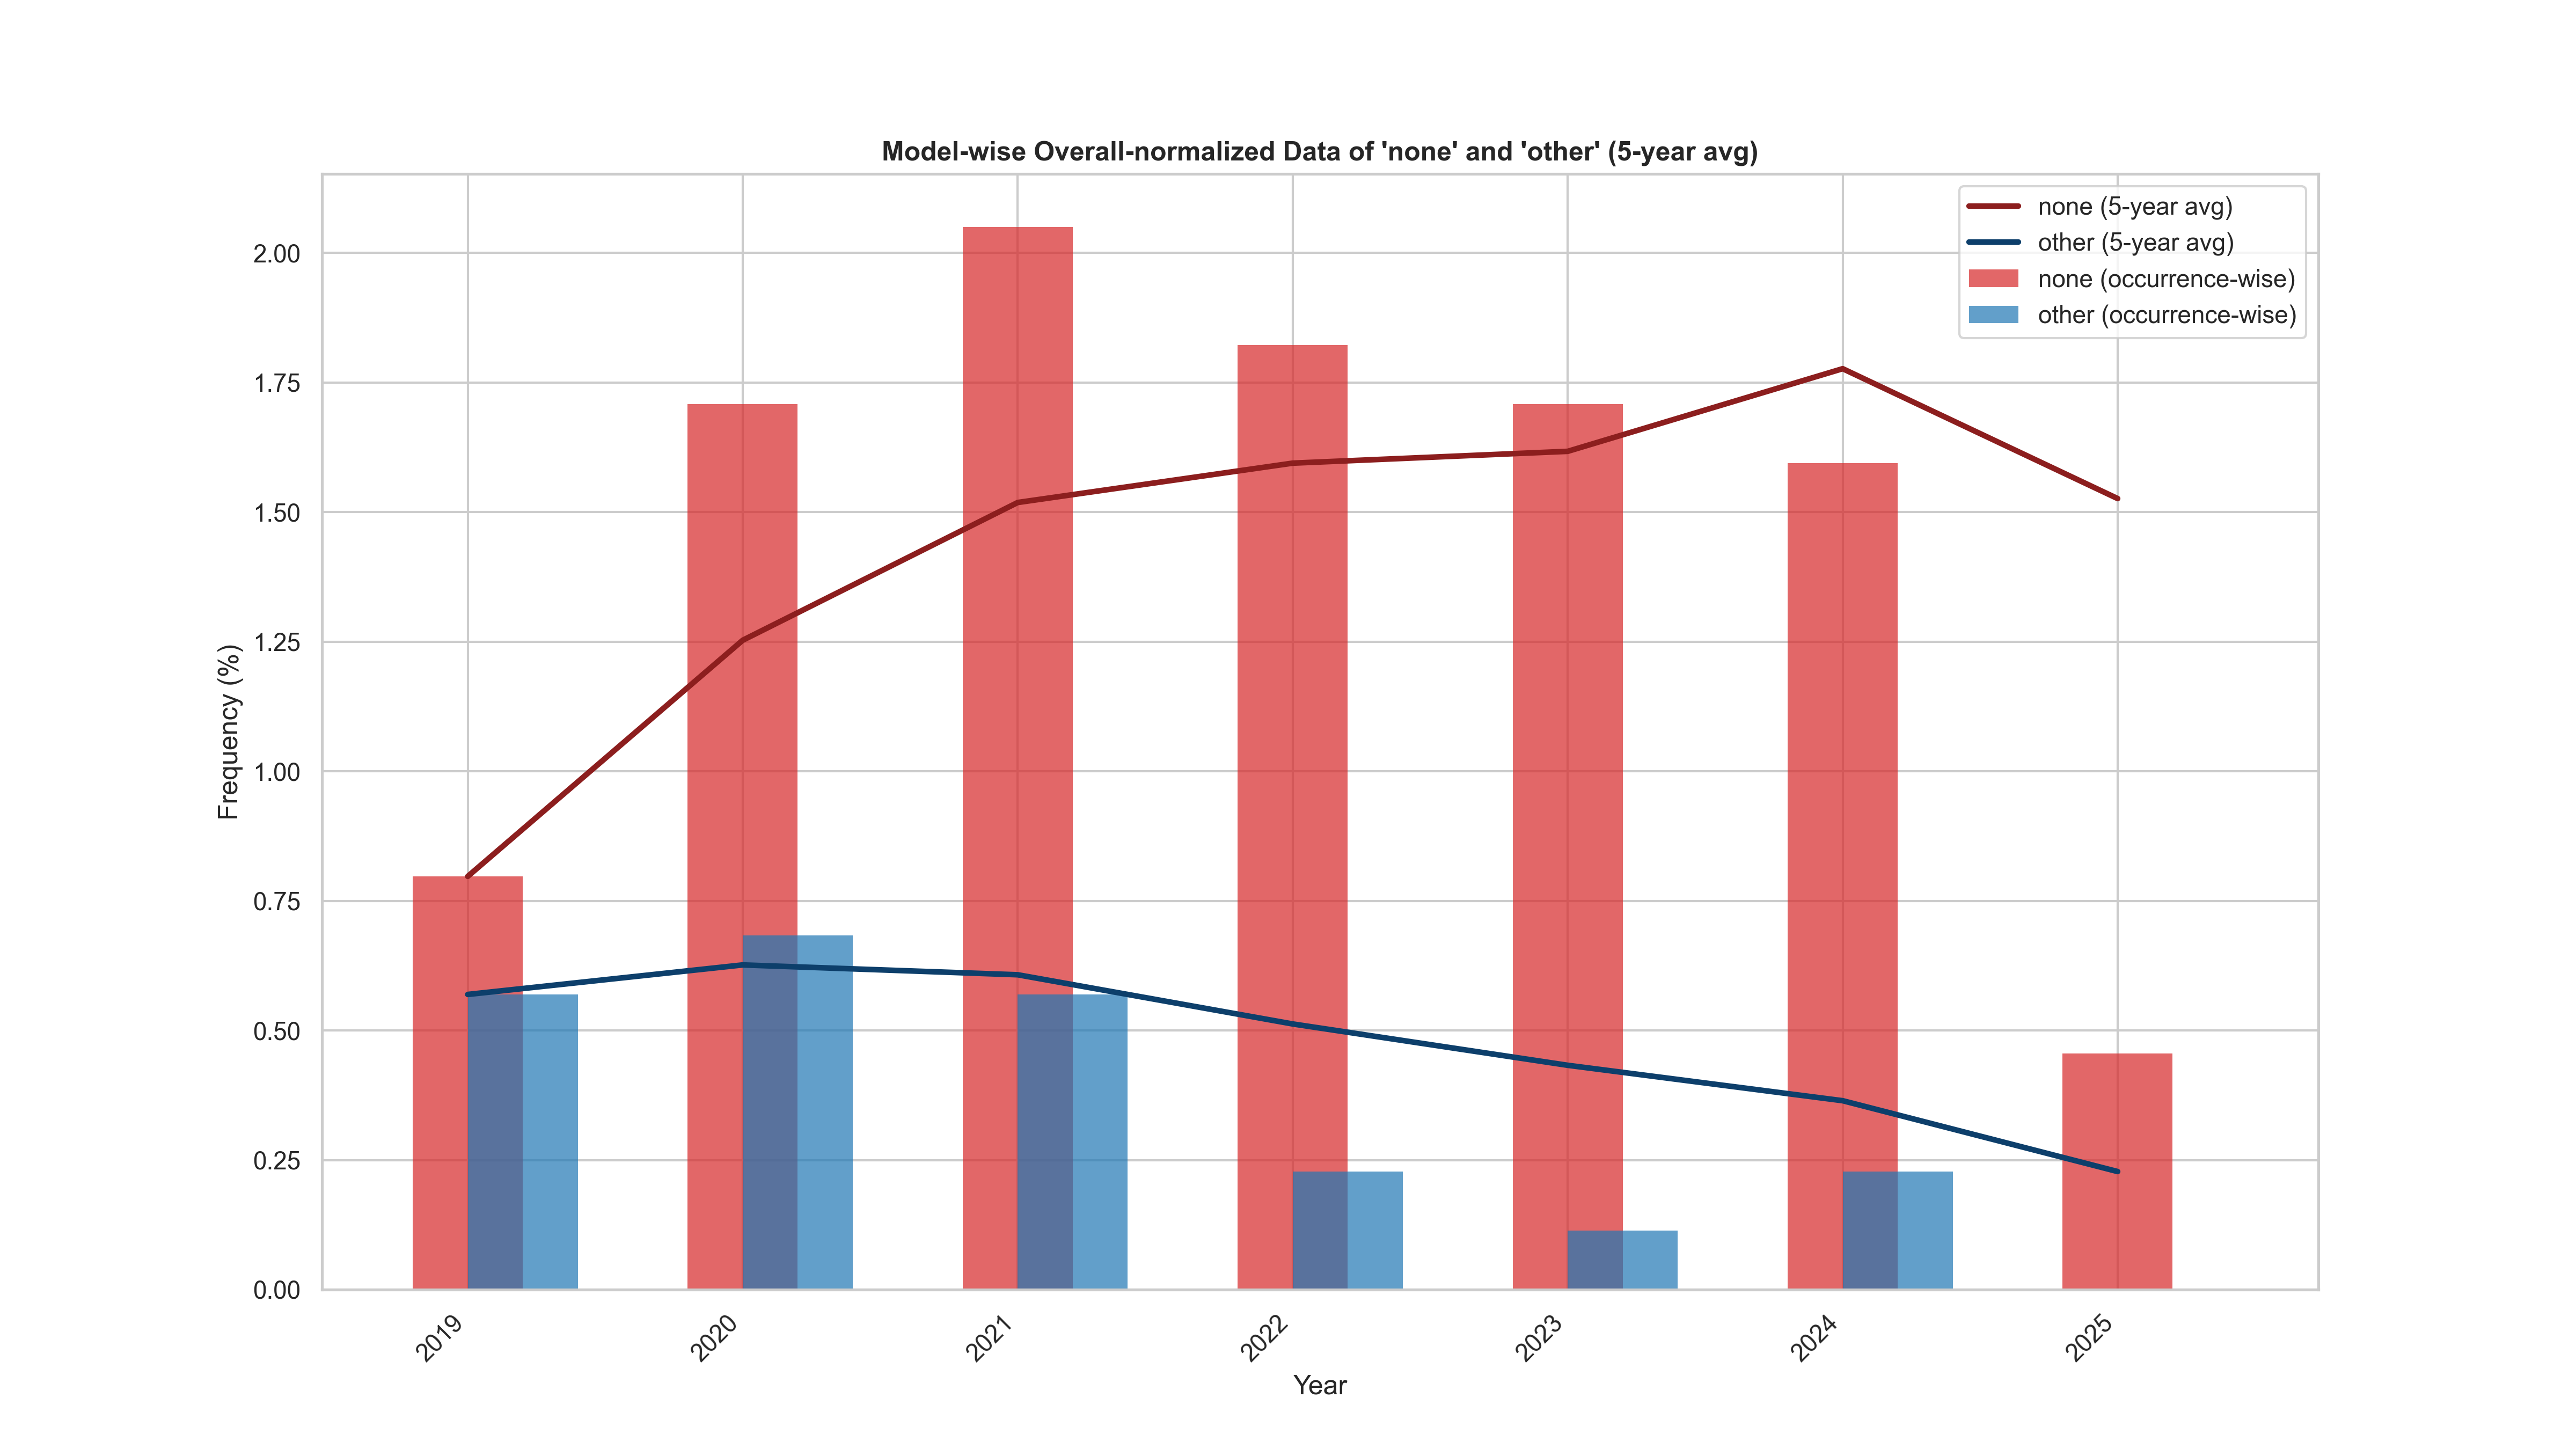 Model-wise Overall-normalized Data of 'none' and 'other' (5-year avg)
none (5-year avg)
other (5-year avg)
none (occurrence-wise)
other (occurrence-wise)
Frequency (%)
2.00
1.75
1.50
1.25
1.00
0.75
0.50
0.25
0.00
2019
2020
2021
2022
2023
2024
2025
Year